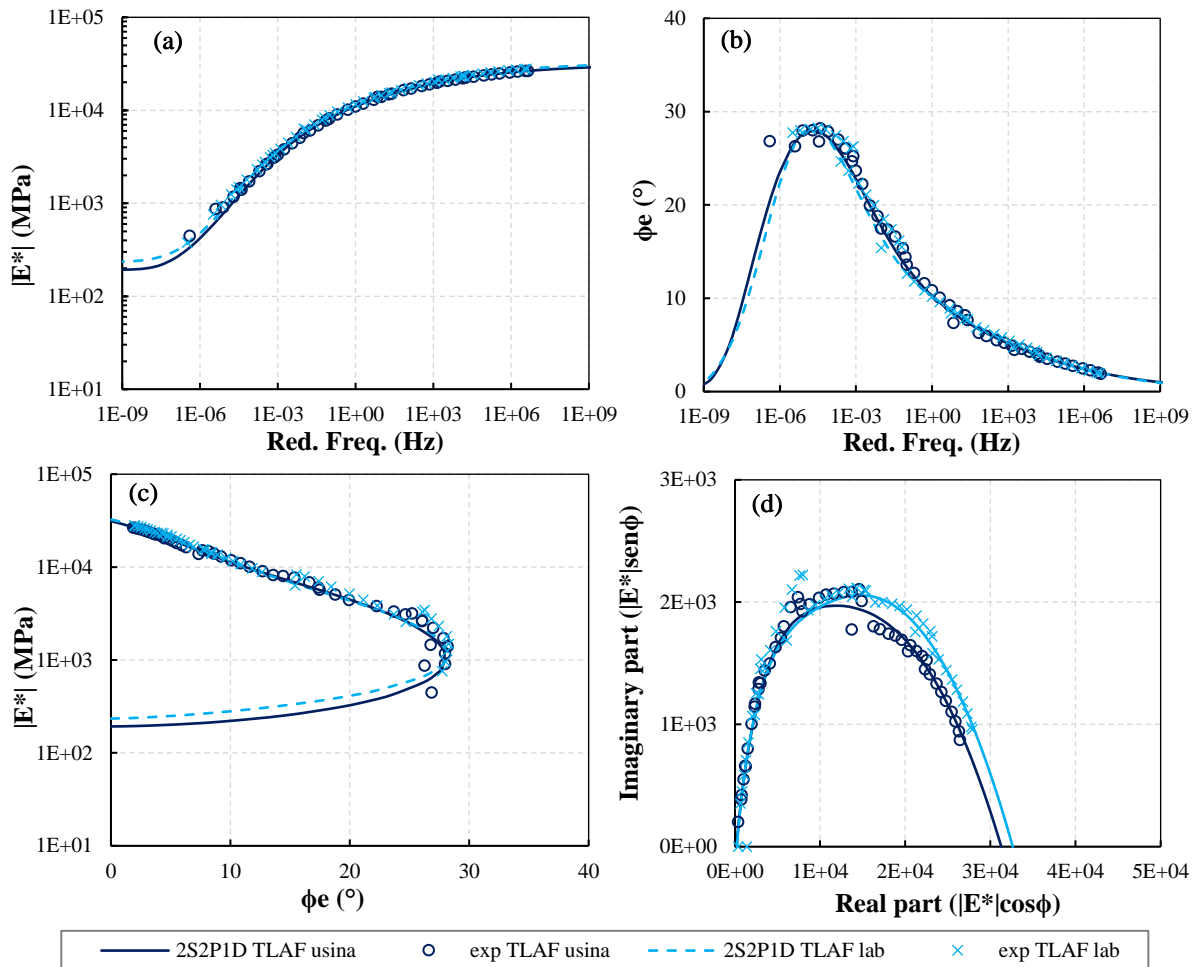 (a)
1E+05
1E+04
1E+03
1E+02
1E+01
|E*| (MPa)
1E-09 1E-06 1E-03 1E+00 1E+03 1E+06 1E+09
Red. Freq. (Hz)
(b)
40
30
20
10
0
ϕe (°)
1E-09 1E-06 1E-03 1E+00 1E+03 1E+06 1E+09
Red. Freq. (Hz)
(c)
1E+05
1E+04
1E+03
1E+02
1E+01
|E*| (MPa)
0 10 20 30 40
ϕe (°)
(d)
3E+03
2E+03
1E+03
0E+00
Imaginary part (|E*|senϕ)
0E+00 1E+04 2E+04 3E+04 4E+04 5E+04
Real part (|E*|cosϕ)
2S2P1D TLAF usina exp TLAF usina 2S2P1D TLAF lab exp TLAF lab